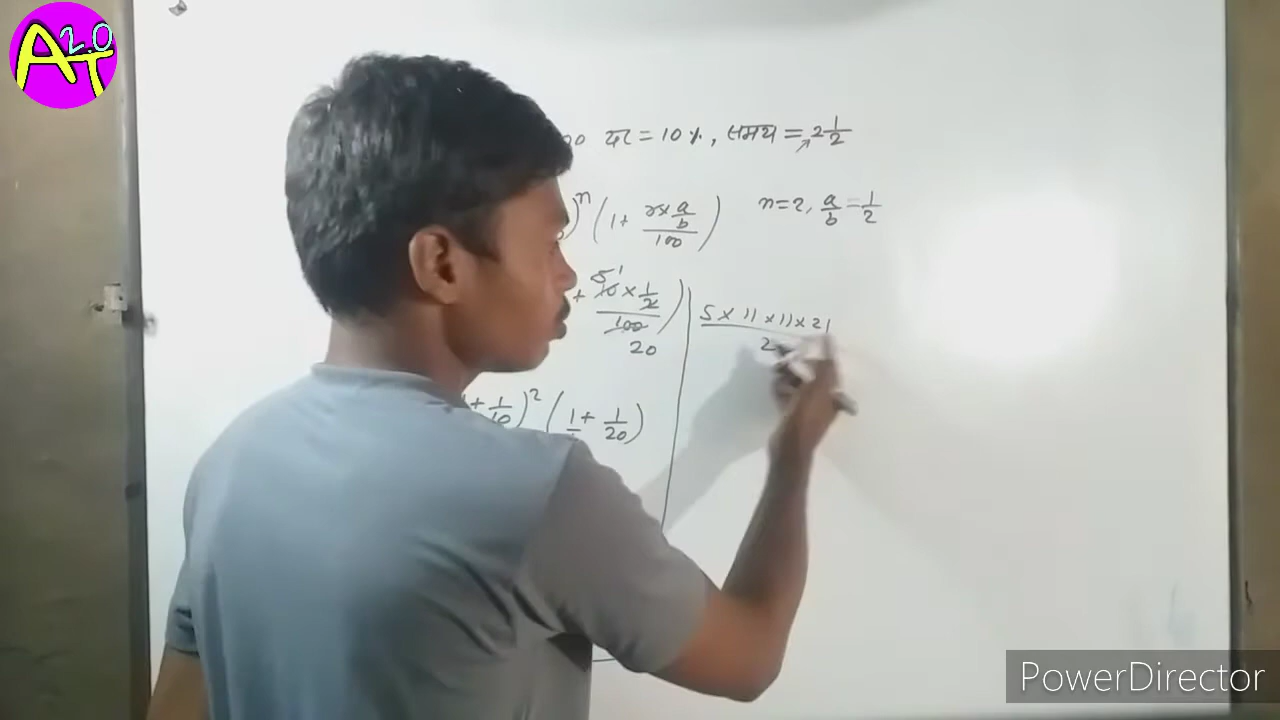 A 2.0 T
00 दर = 10 %, समय = 2 1/2
)ⁿ (1 + r × a/b / 100) n = 2, a/b = 1/2
+ 10 × 1/2 / 100 ) 5 1 20
5 × 11 × 11 × 21 / 2
+ 1/10 )² ( 1 + 1/20 )
PowerDirector